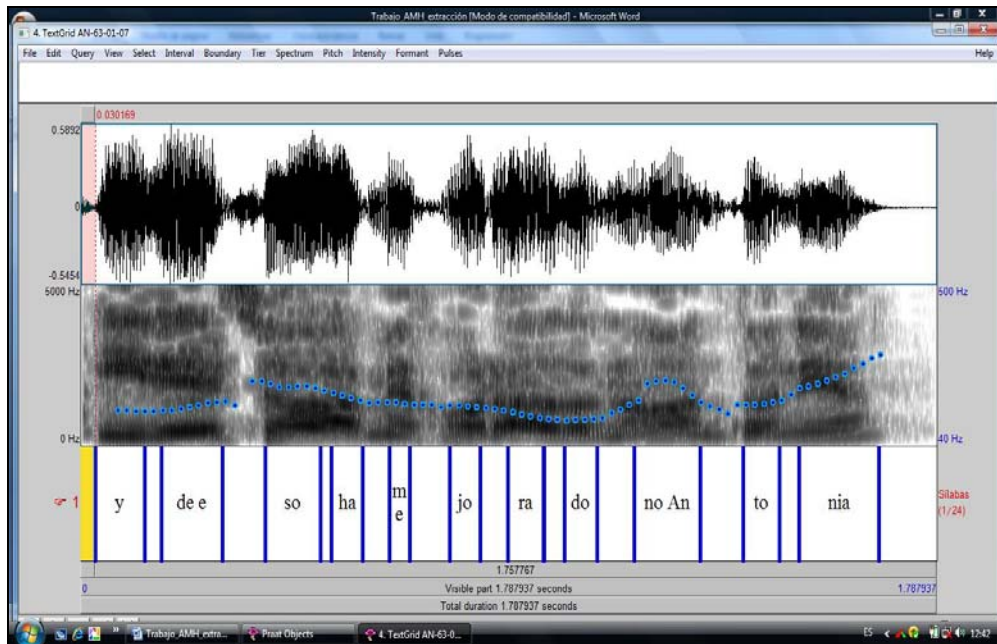 Trabajo_AMH_extracción [Modo de compatibilidad] - Microsoft Word
4. TextGrid AN-63-01-07
File Edit Query View Select Interval Boundary Tier Spectrum Pitch Intensity Formant Pulses Help
0.030169
0.5892
0
-0.5454
5000 Hz 500 Hz
0 Hz 40 Hz
1 y de e so ha me jo ra do no An to nia Sílabas (1/24)
1.757767
0 Visible part 1.787937 seconds 1.787937
Total duration 1.787937 seconds
Trabajo_AMH_extra... Praat Objects 4. TextGrid AN-63-0... ES 12:42